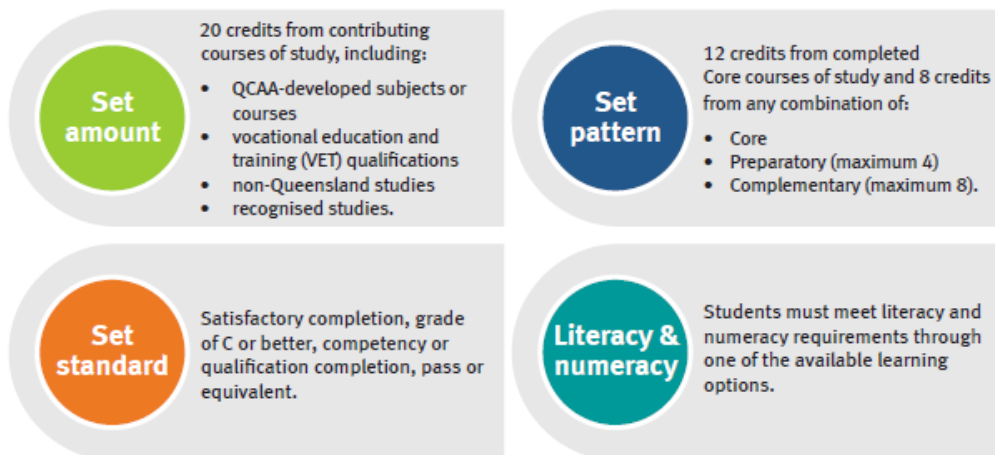 Set
amount
20 credits from contributing
courses of study, including:
• QCAA-developed subjects or
courses
• vocational education and
training (VET) qualifications
• non-Queensland studies
• recognised studies.
Set
pattern
12 credits from completed
Core courses of study and 8 credits
from any combination of:
• Core
• Preparatory (maximum 4)
• Complementary (maximum 8).
Set
standard
Satisfactory completion, grade
of C or better, competency or
qualification completion, pass or
equivalent.
Literacy &
numeracy
Students must meet literacy and
numeracy requirements through
one of the available learning
options.